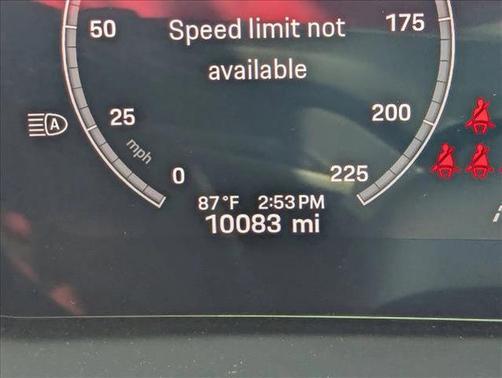 50
Speed limit not
175
available
A
25
200
mph
0
225
87°F 2:53PM
10083 mi